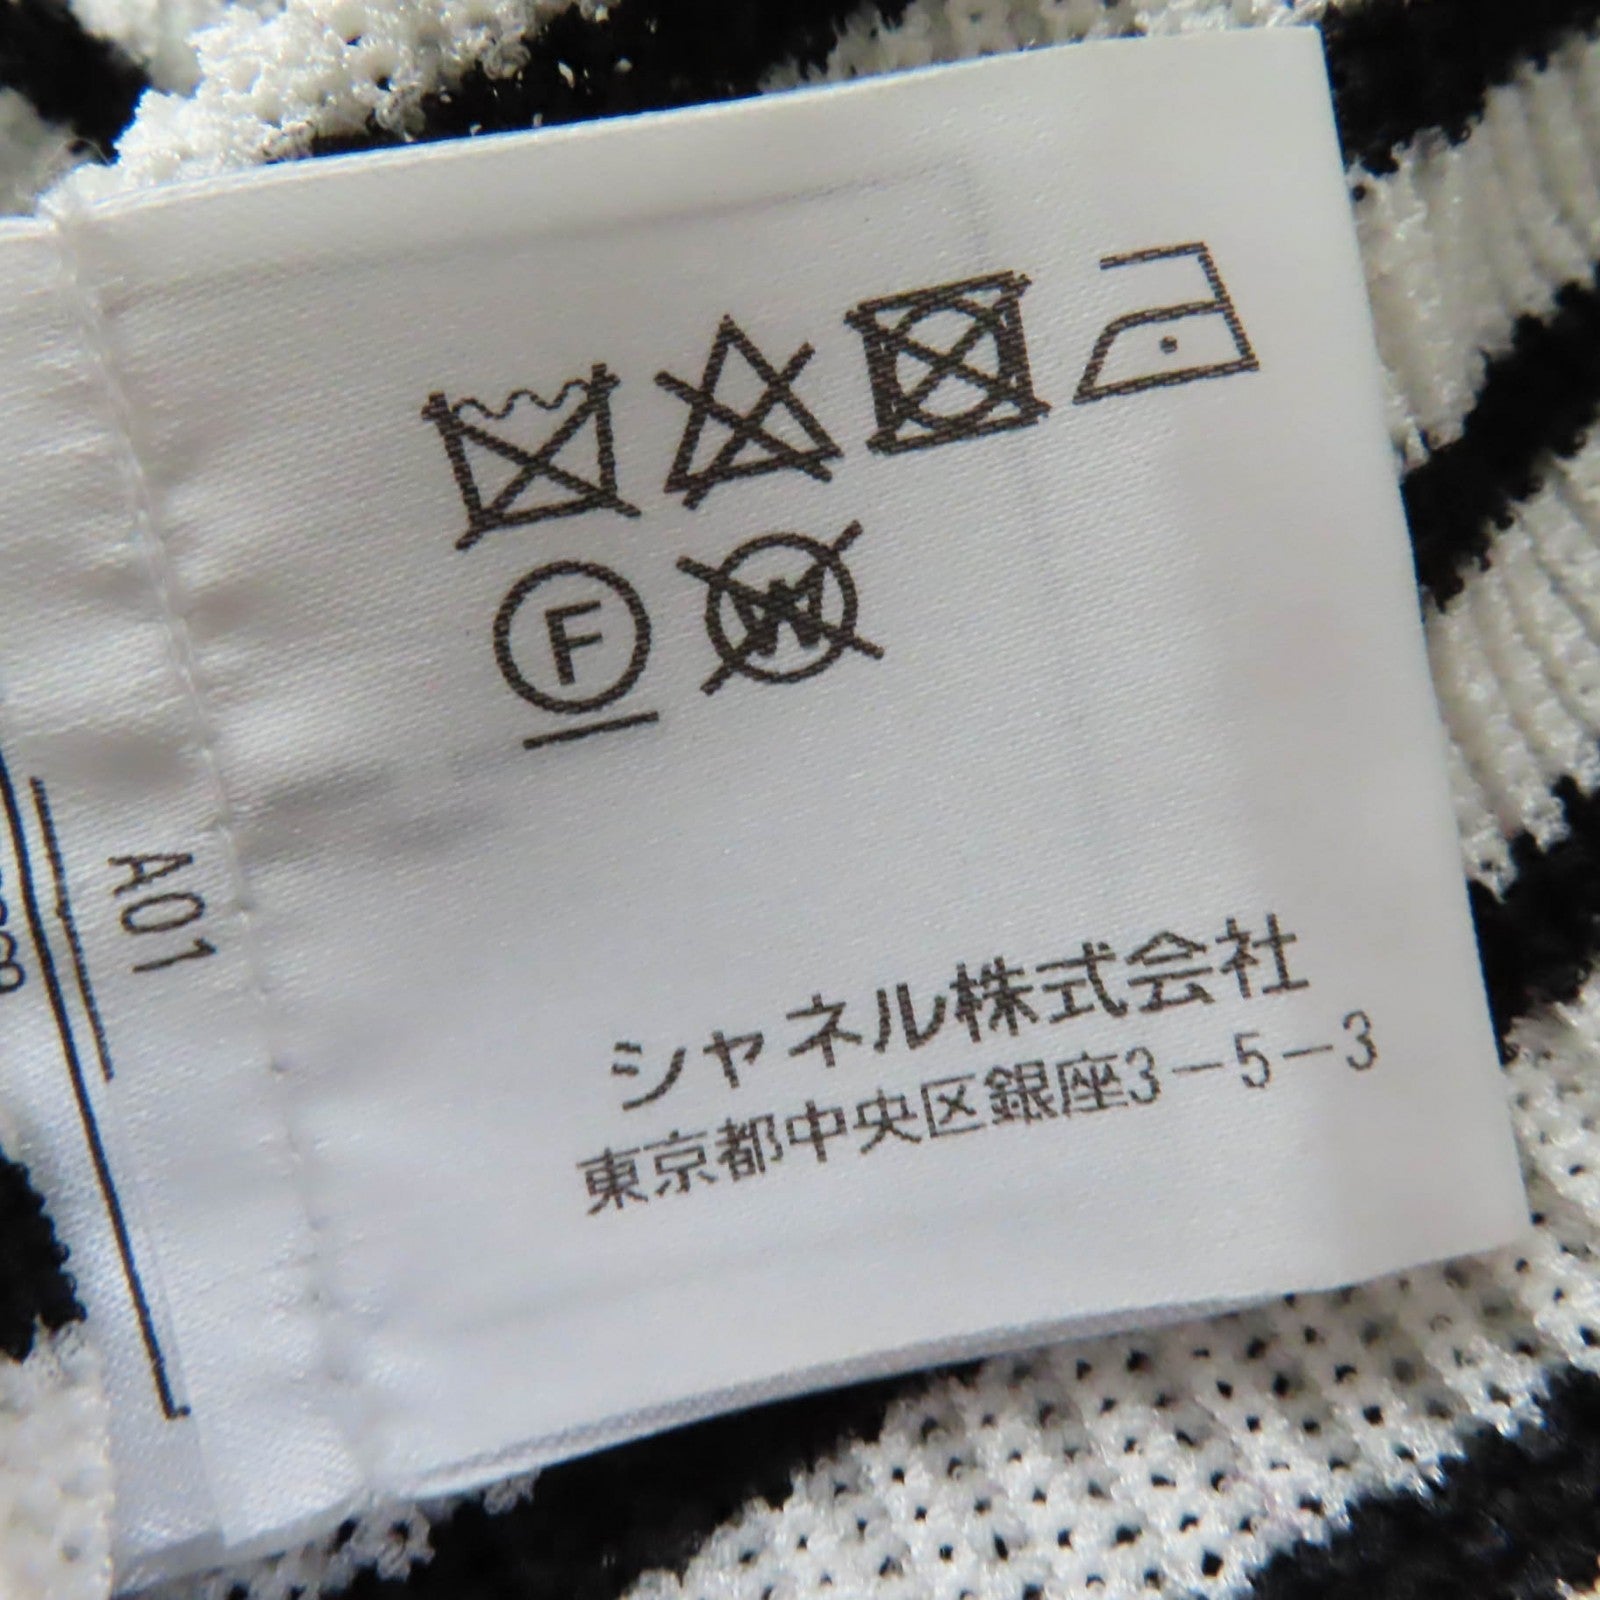 F
W
A01
シャネル株式会社
東京都中央区銀座3-5-3